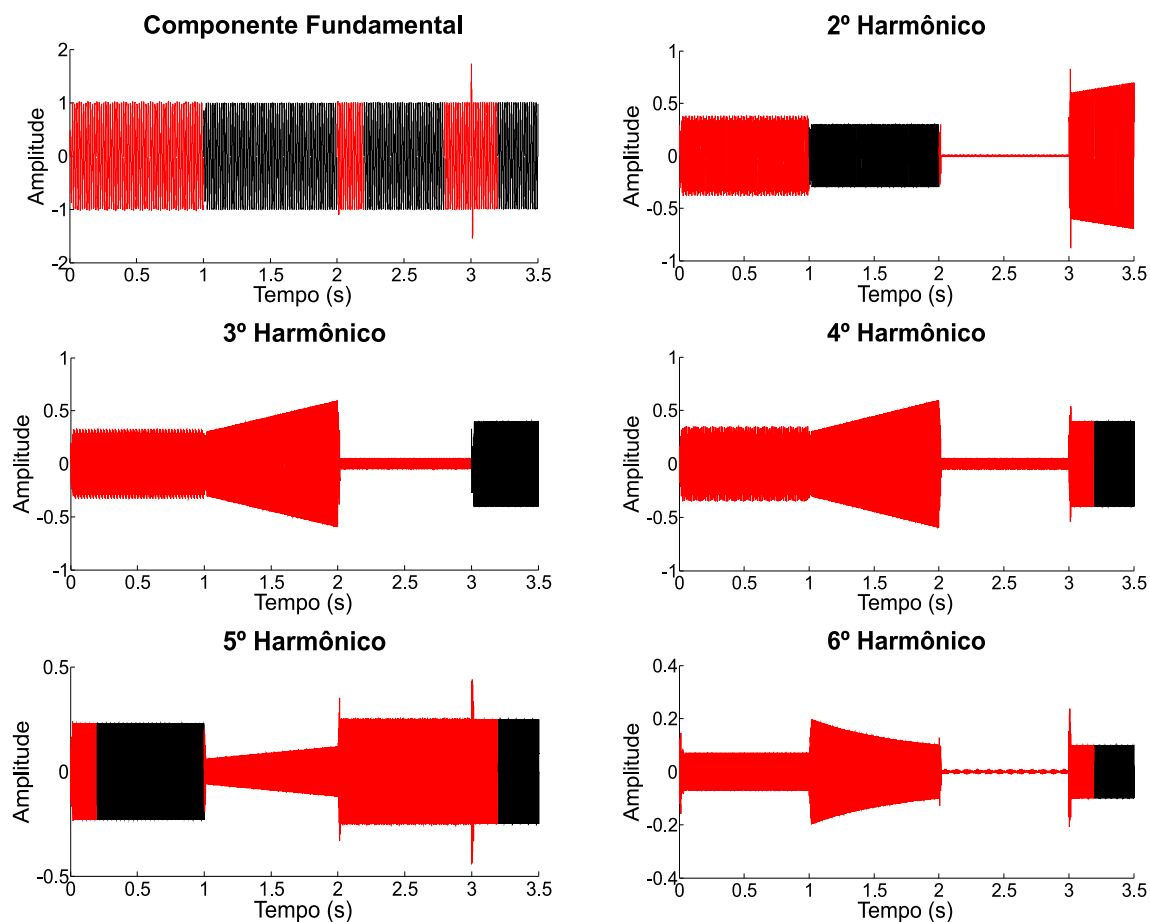 Componente Fundamental
Amplitude
2
1
0
-1
-2
0 0.5 1 1.5 2 2.5 3 3.5
Tempo (s)
2º Harmônico
Amplitude
1
0.5
0
-0.5
-1
0 0.5 1 1.5 2 2.5 3 3.5
Tempo (s)
3º Harmônico
Amplitude
1
0.5
0
-0.5
-1
0 0.5 1 1.5 2 2.5 3 3.5
Tempo (s)
4º Harmônico
Amplitude
1
0.5
0
-0.5
-1
0 0.5 1 1.5 2 2.5 3 3.5
Tempo (s)
5º Harmônico
Amplitude
0.5
0
-0.5
0 0.5 1 1.5 2 2.5 3 3.5
Tempo (s)
6º Harmônico
Amplitude
0.4
0.2
0
-0.2
-0.4
0 0.5 1 1.5 2 2.5 3 3.5
Tempo (s)